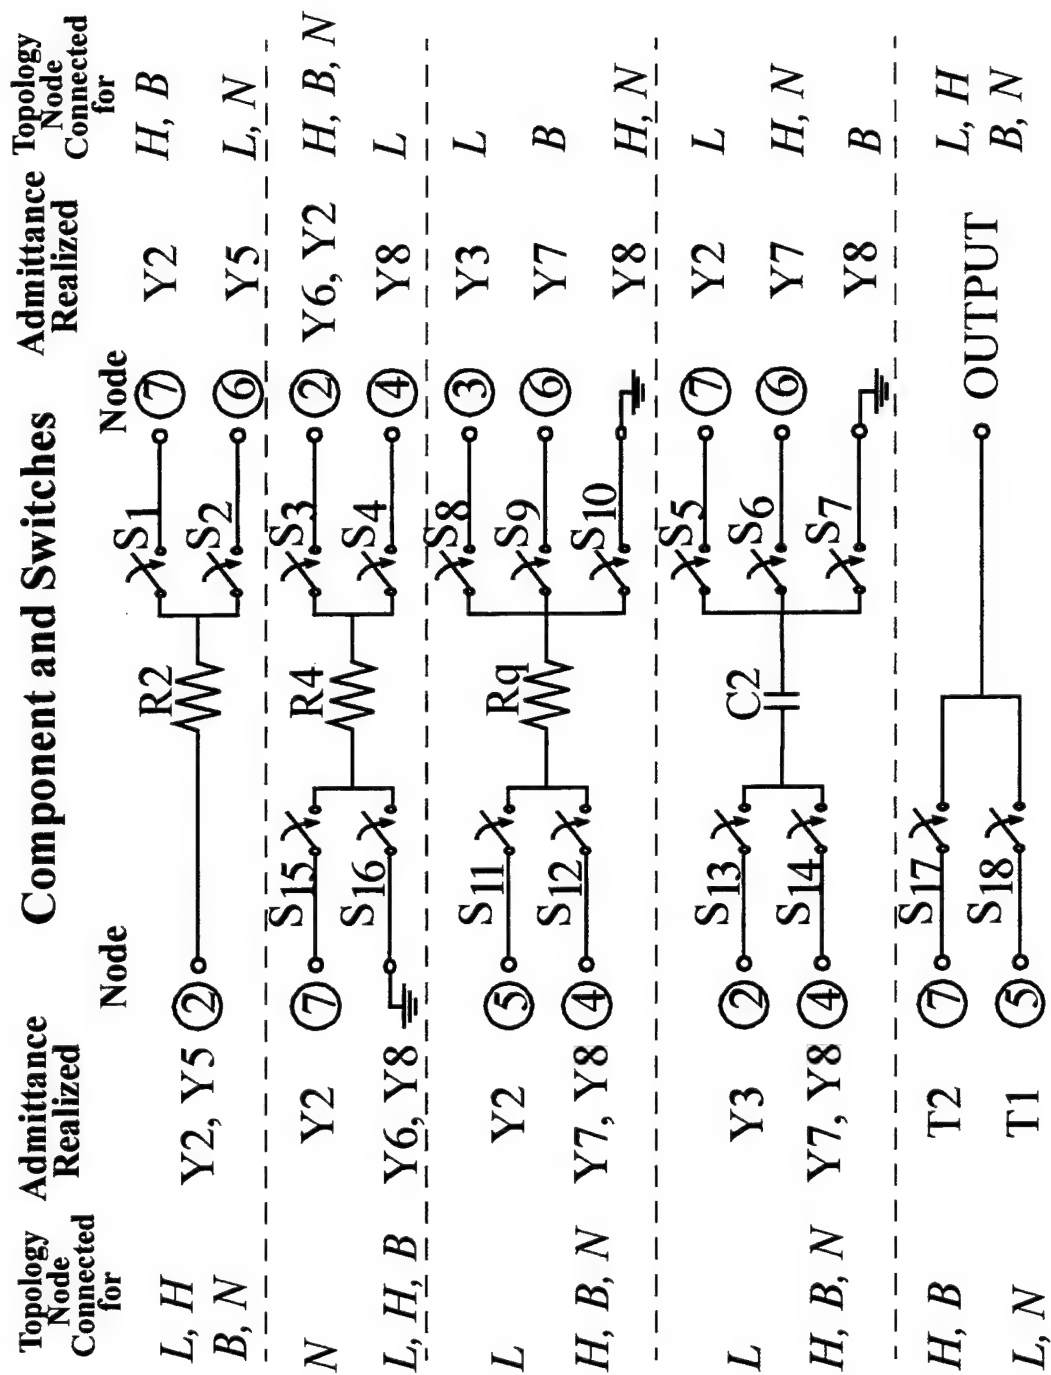 Topology Node Connected for
Admittance Realized
Node
Component and Switches
Node
Admittance Realized
Topology Node Connected for
L, H
B, N
Y2, Y5
2
R2
S1
7
Y2
H, B
S2
6
Y5
L, N
N
Y2
7
S15
R4
S3
2
Y6, Y2
H, B, N
L, H, B
Y6, Y8
S16
S4
4
Y8
L
L
Y2
5
S11
Rq
S8
3
Y3
L
S9
6
Y7
B
H, B, N
Y7, Y8
4
S12
S10
Y8
H, N
L
Y3
2
S13
C2
S5
7
Y2
L
S6
6
Y7
H, N
H, B, N
Y7, Y8
4
S14
S7
Y8
B
H, B
T2
7
S17
OUTPUT
L, H
B, N
L, N
T1
5
S18